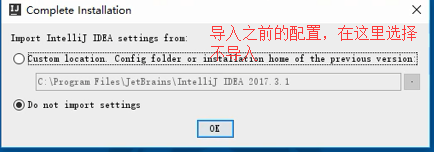 Complete Installation
Import IntelliJ IDEA settings from:
导入之前的配置，在这里选择
不导入
Custom location. Config folder or installation home of the previous version:
C:\Program Files\JetBrains\IntelliJ IDEA 2017.3.1
Do not import settings
OK